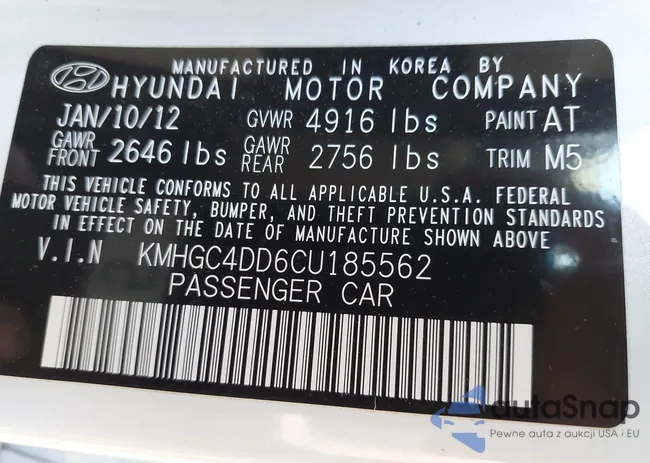 MANUFACTURED IN KOREA BY
HYUNDAI MOTOR COMPANY
JAN/10/12 GVWR 4916 lbs PAINT AT
GAWR FRONT 2646 lbs GAWR REAR 2756 lbs TRIM M5
THIS VEHICLE CONFORMS TO ALL APPLICABLE U.S.A. FEDERAL
MOTOR VEHICLE SAFETY, BUMPER, AND THEFT PREVENTION STANDARDS
IN EFFECT ON THE DATE OF MANUFACTURE SHOWN ABOVE
V.I.N KMHGC4DD6CU185562
PASSENGER CAR
autaSnap
Pewne auta z aukcji USA i EU